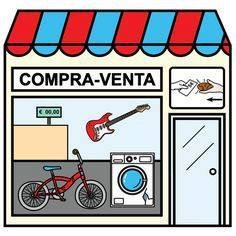 COMPRA-VENTA
€ 00,00